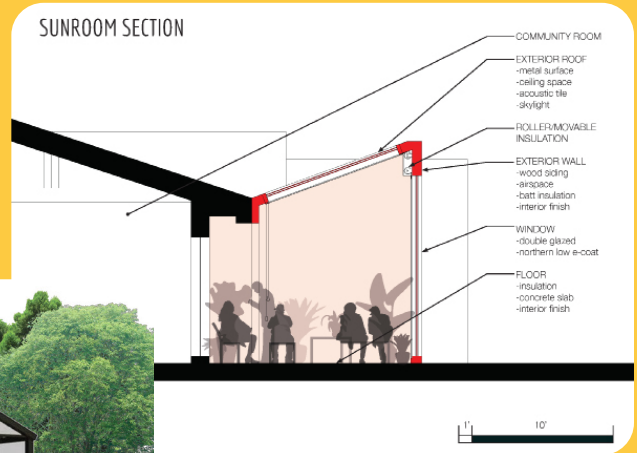 SUNROOM SECTION
COMMUNITY ROOM
EXTERIOR ROOF
-metal surface
-ceiling space
-acoustic tile
-skylight
ROLLER/MOVABLE
INSULATION
EXTERIOR WALL
-wood siding
-airspace
-batt insulation
-interior finish
WINDOW
-double glazed
-northern low e-coat
FLOOR
-insulation
-concrete slab
-interior finish
1'
10'